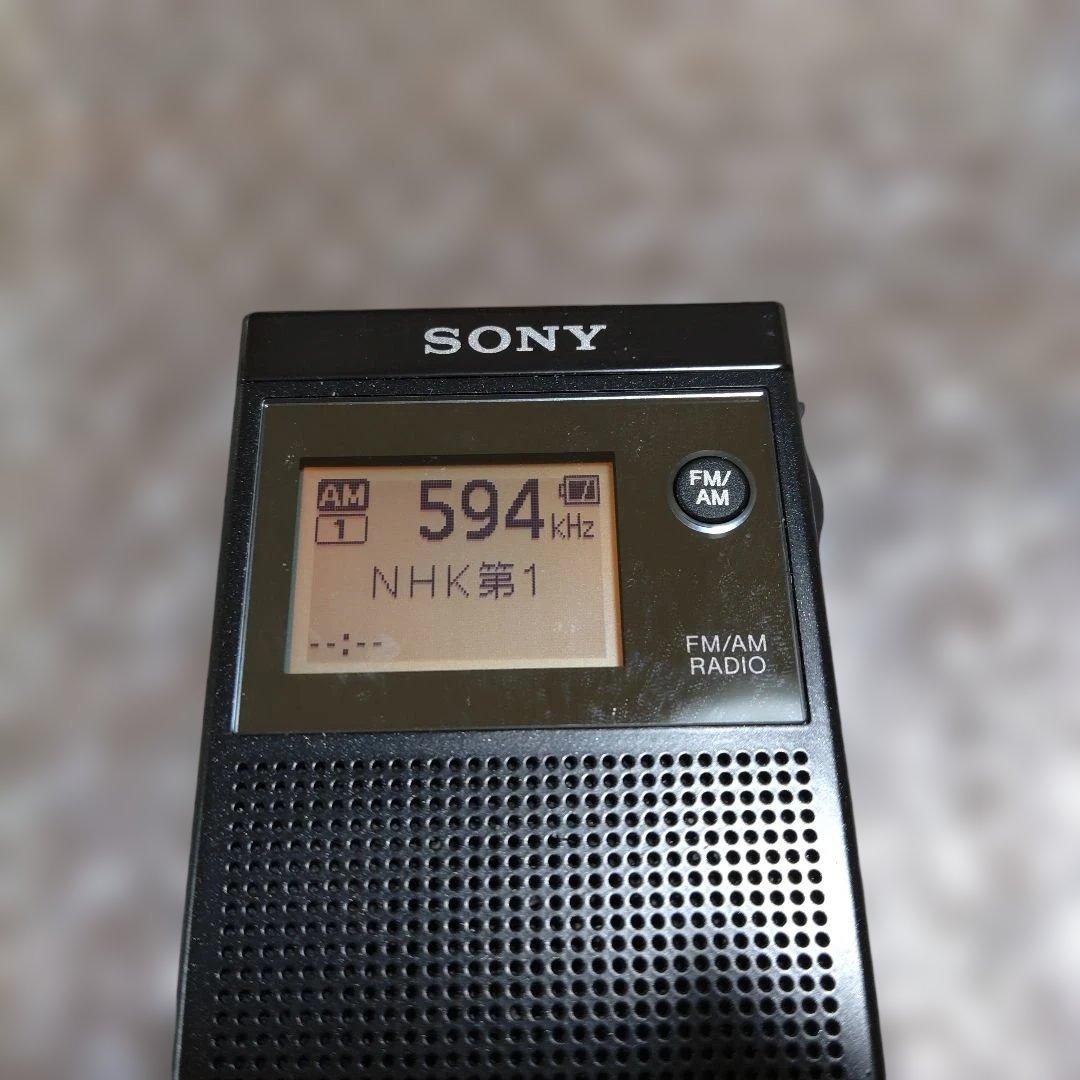 SONY
AM
1
594 kHz
NHK第1
--:--
FM/
AM
FM/AM
RADIO